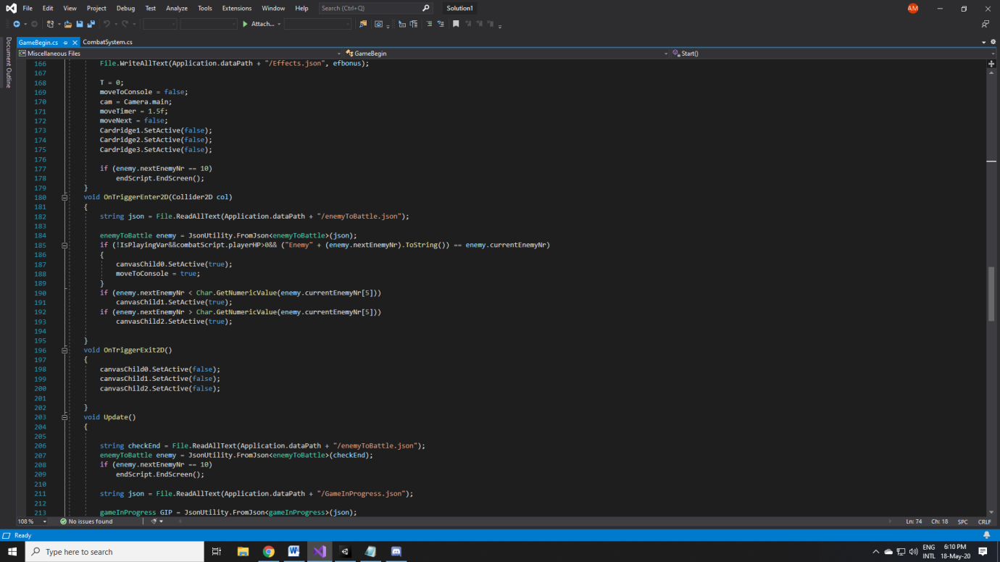 File Edit View Project Debug Test Analyze Tools Extensions Window Help Search (Ctrl+Q) Solution1 AM
Attach...
GameBegin.cs CombatSystem.cs
Document Outline
Miscellaneous Files GameBegin Start()
166 File.WriteAllText(Application.dataPath + "/Effects.json", efbonus);
167
168 T = 0;
169 moveToConsole = false;
170 cam = Camera.main;
171 moveTimer = 1.5f;
172 moveNext = false;
173 Cardridge1.SetActive(false);
174 Cardridge2.SetActive(false);
175 Cardridge3.SetActive(false);
176
177 if (enemy.nextEnemyNr == 10)
178 endScript.EndScreen();
179 }
180 void OnTriggerEnter2D(Collider2D col)
181 {
182 string json = File.ReadAllText(Application.dataPath + "/enemyToBattle.json");
183
184 enemyToBattle enemy = JsonUtility.FromJson<enemyToBattle>(json);
185 if (!IsPlayingVar&&combatScript.playerHP>0&& ("Enemy" + (enemy.nextEnemyNr).ToString()) == enemy.currentEnemyNr)
186 {
187 canvasChild0.SetActive(true);
188 moveToConsole = true;
189 }
190 if (enemy.nextEnemyNr < Char.GetNumericValue(enemy.currentEnemyNr[5]))
191 canvasChild1.SetActive(true);
192 if (enemy.nextEnemyNr > Char.GetNumericValue(enemy.currentEnemyNr[5]))
193 canvasChild2.SetActive(true);
194
195 }
196 void OnTriggerExit2D()
197 {
198 canvasChild0.SetActive(false);
199 canvasChild1.SetActive(false);
200 canvasChild2.SetActive(false);
201
202 }
203 void Update()
204 {
205
206 string checkEnd = File.ReadAllText(Application.dataPath + "/enemyToBattle.json");
207 enemyToBattle enemy = JsonUtility.FromJson<enemyToBattle>(checkEnd);
208 if (enemy.nextEnemyNr == 10)
209 endScript.EndScreen();
210
211 string json = File.ReadAllText(Application.dataPath + "/GameInProgress.json");
212
213 gameInProgress GIP = JsonUtility.FromJson<gameInProgress>(json);
108 % No issues found Ln: 74 Ch: 18 SPC CRLF
Ready
Type here to search ENG INTL 6:10 PM 18-May-20